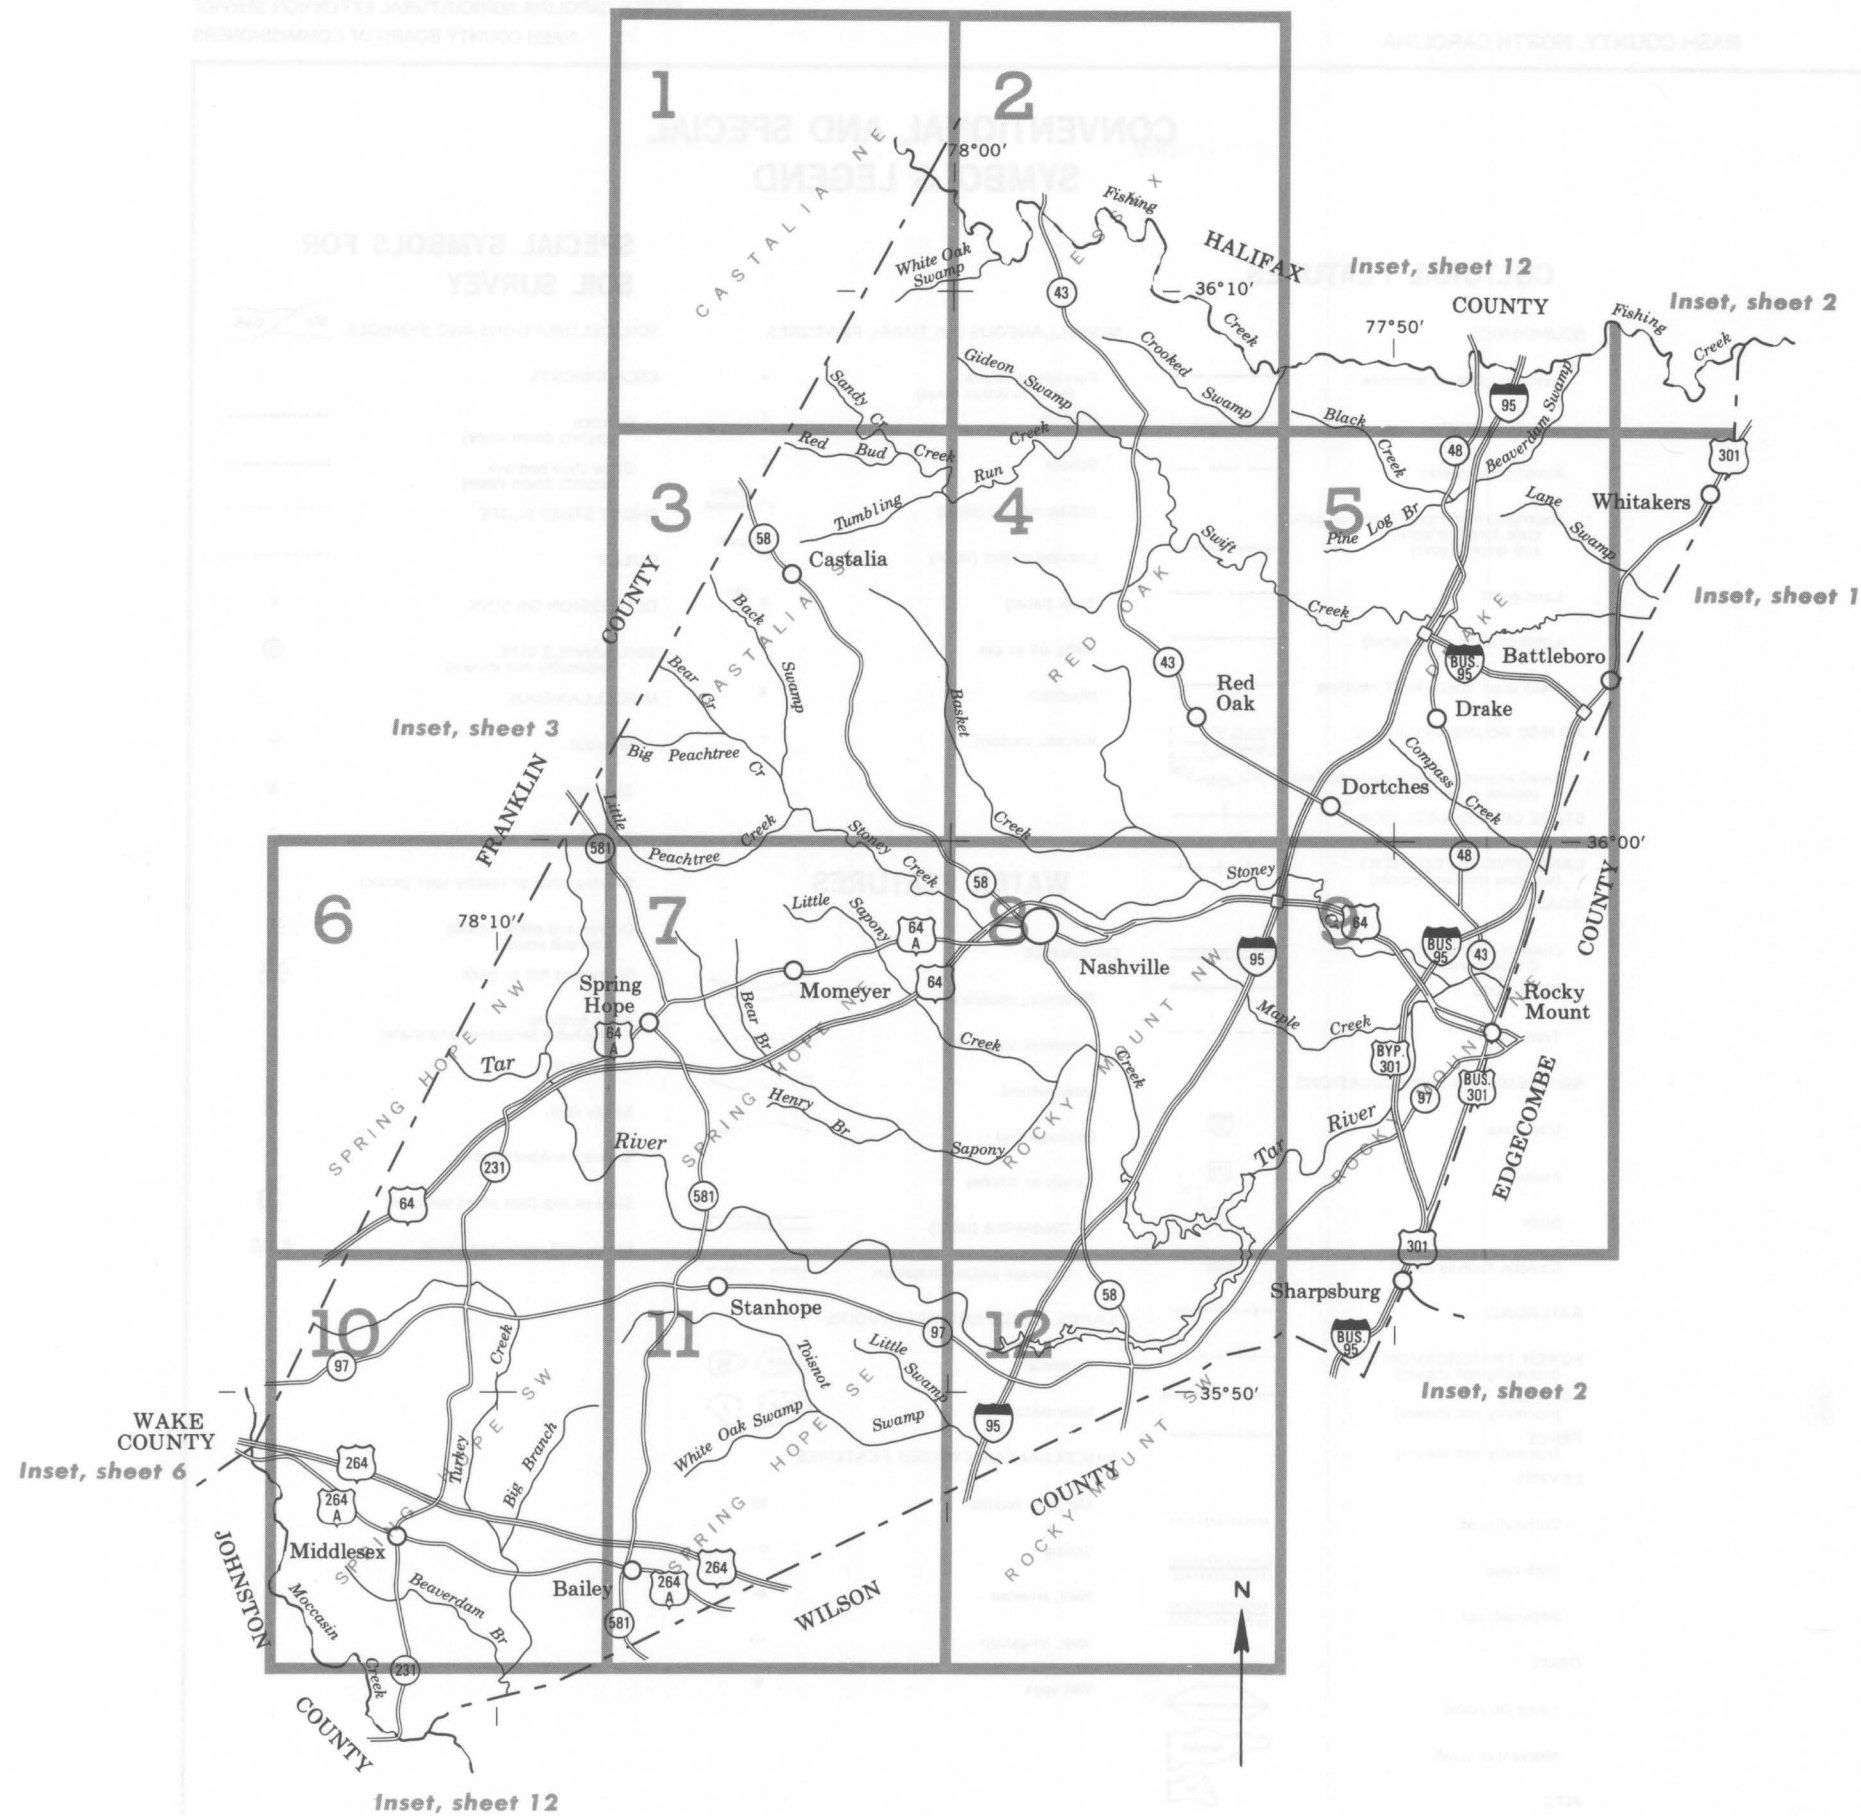 1
2
78°00′
CASTALIA NE
ESSEX
Fishing
HALIFAX
Inset, sheet 12
White Oak
Swamp
43
36°10′
COUNTY
Inset, sheet 2
Creek
77°50′
Fishing
Creek
Gideon Swamp
Crooked
Swamp
Sandy Cr
95
Black
Creek
Beaverdam Swamp
48
301
Red Bud Creek
Tumbling Run Creek
3
4
5
Lane
Swamp
Whitakers
Pine Log Br
58
Castalia
Swift
Creek
COUNTY
CASTALIA SE
RED OAK
DRAKE
Inset, sheet 1
Back
Swamp
Bear Cr
43
BUS.
95
Battleboro
Red
Oak
Drake
Inset, sheet 3
Big Peachtree Cr
Basket
Creek
Compass
Creek
FRANKLIN
Little
Dortches
Peachtree Creek
Stoney
Creek
581
36°00′
48
COUNTY
Stoney
58
6
7
8
9
78°10′
Little
Sapony
64
A
64
BUS.
95
43
Nashville
95
64
Momeyer
Spring
Hope
Rocky
Mount
SPRING HOPE NW
SPRING HOPE NE
ROCKY MOUNT NW
ROCKY MOUNT NE
Bear Br
64
A
Maple Creek
Tar
Creek
Creek
BYP.
301
BUS.
301
97
EDGECOMBE
Henry
Br
River
Sapony
Tar River
231
64
581
301
Sharpsburg
10
11
12
Stanhope
58
97
Little
Swamp
97
Toisnot
Swamp
BUS.
95
Creek
35°50′
Inset, sheet 2
WAKE
COUNTY
White Oak Swamp
95
SPRING HOPE SW
SPRING HOPE SE
ROCKY MOUNT SW
Turkey
Big Branch
COUNTY
Inset, sheet 6
264
264
A
Middlesex
JOHNSTON
Bailey
264
264
A
WILSON
N
Moccasin
Creek
Beaverdam
Br
581
231
COUNTY
Inset, sheet 12